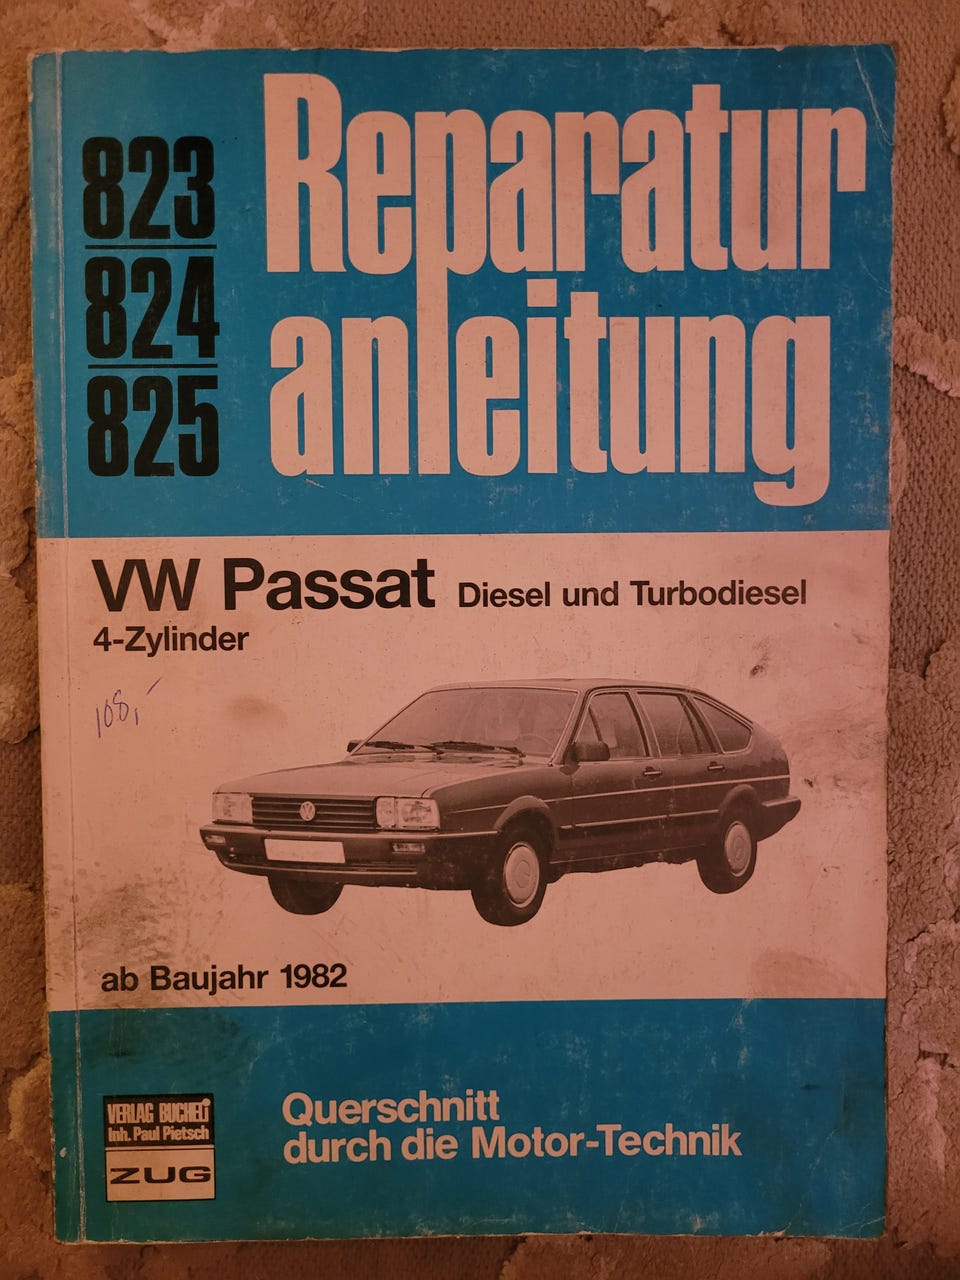 823
824
825
Reparatur
anleitung
VW Passat Diesel und Turbodiesel
4-Zylinder
108,-
ab Baujahr 1982
VERLAG BUCHELI
Inh. Paul Pietsch
ZUG
Querschnitt
durch die Motor-Technik